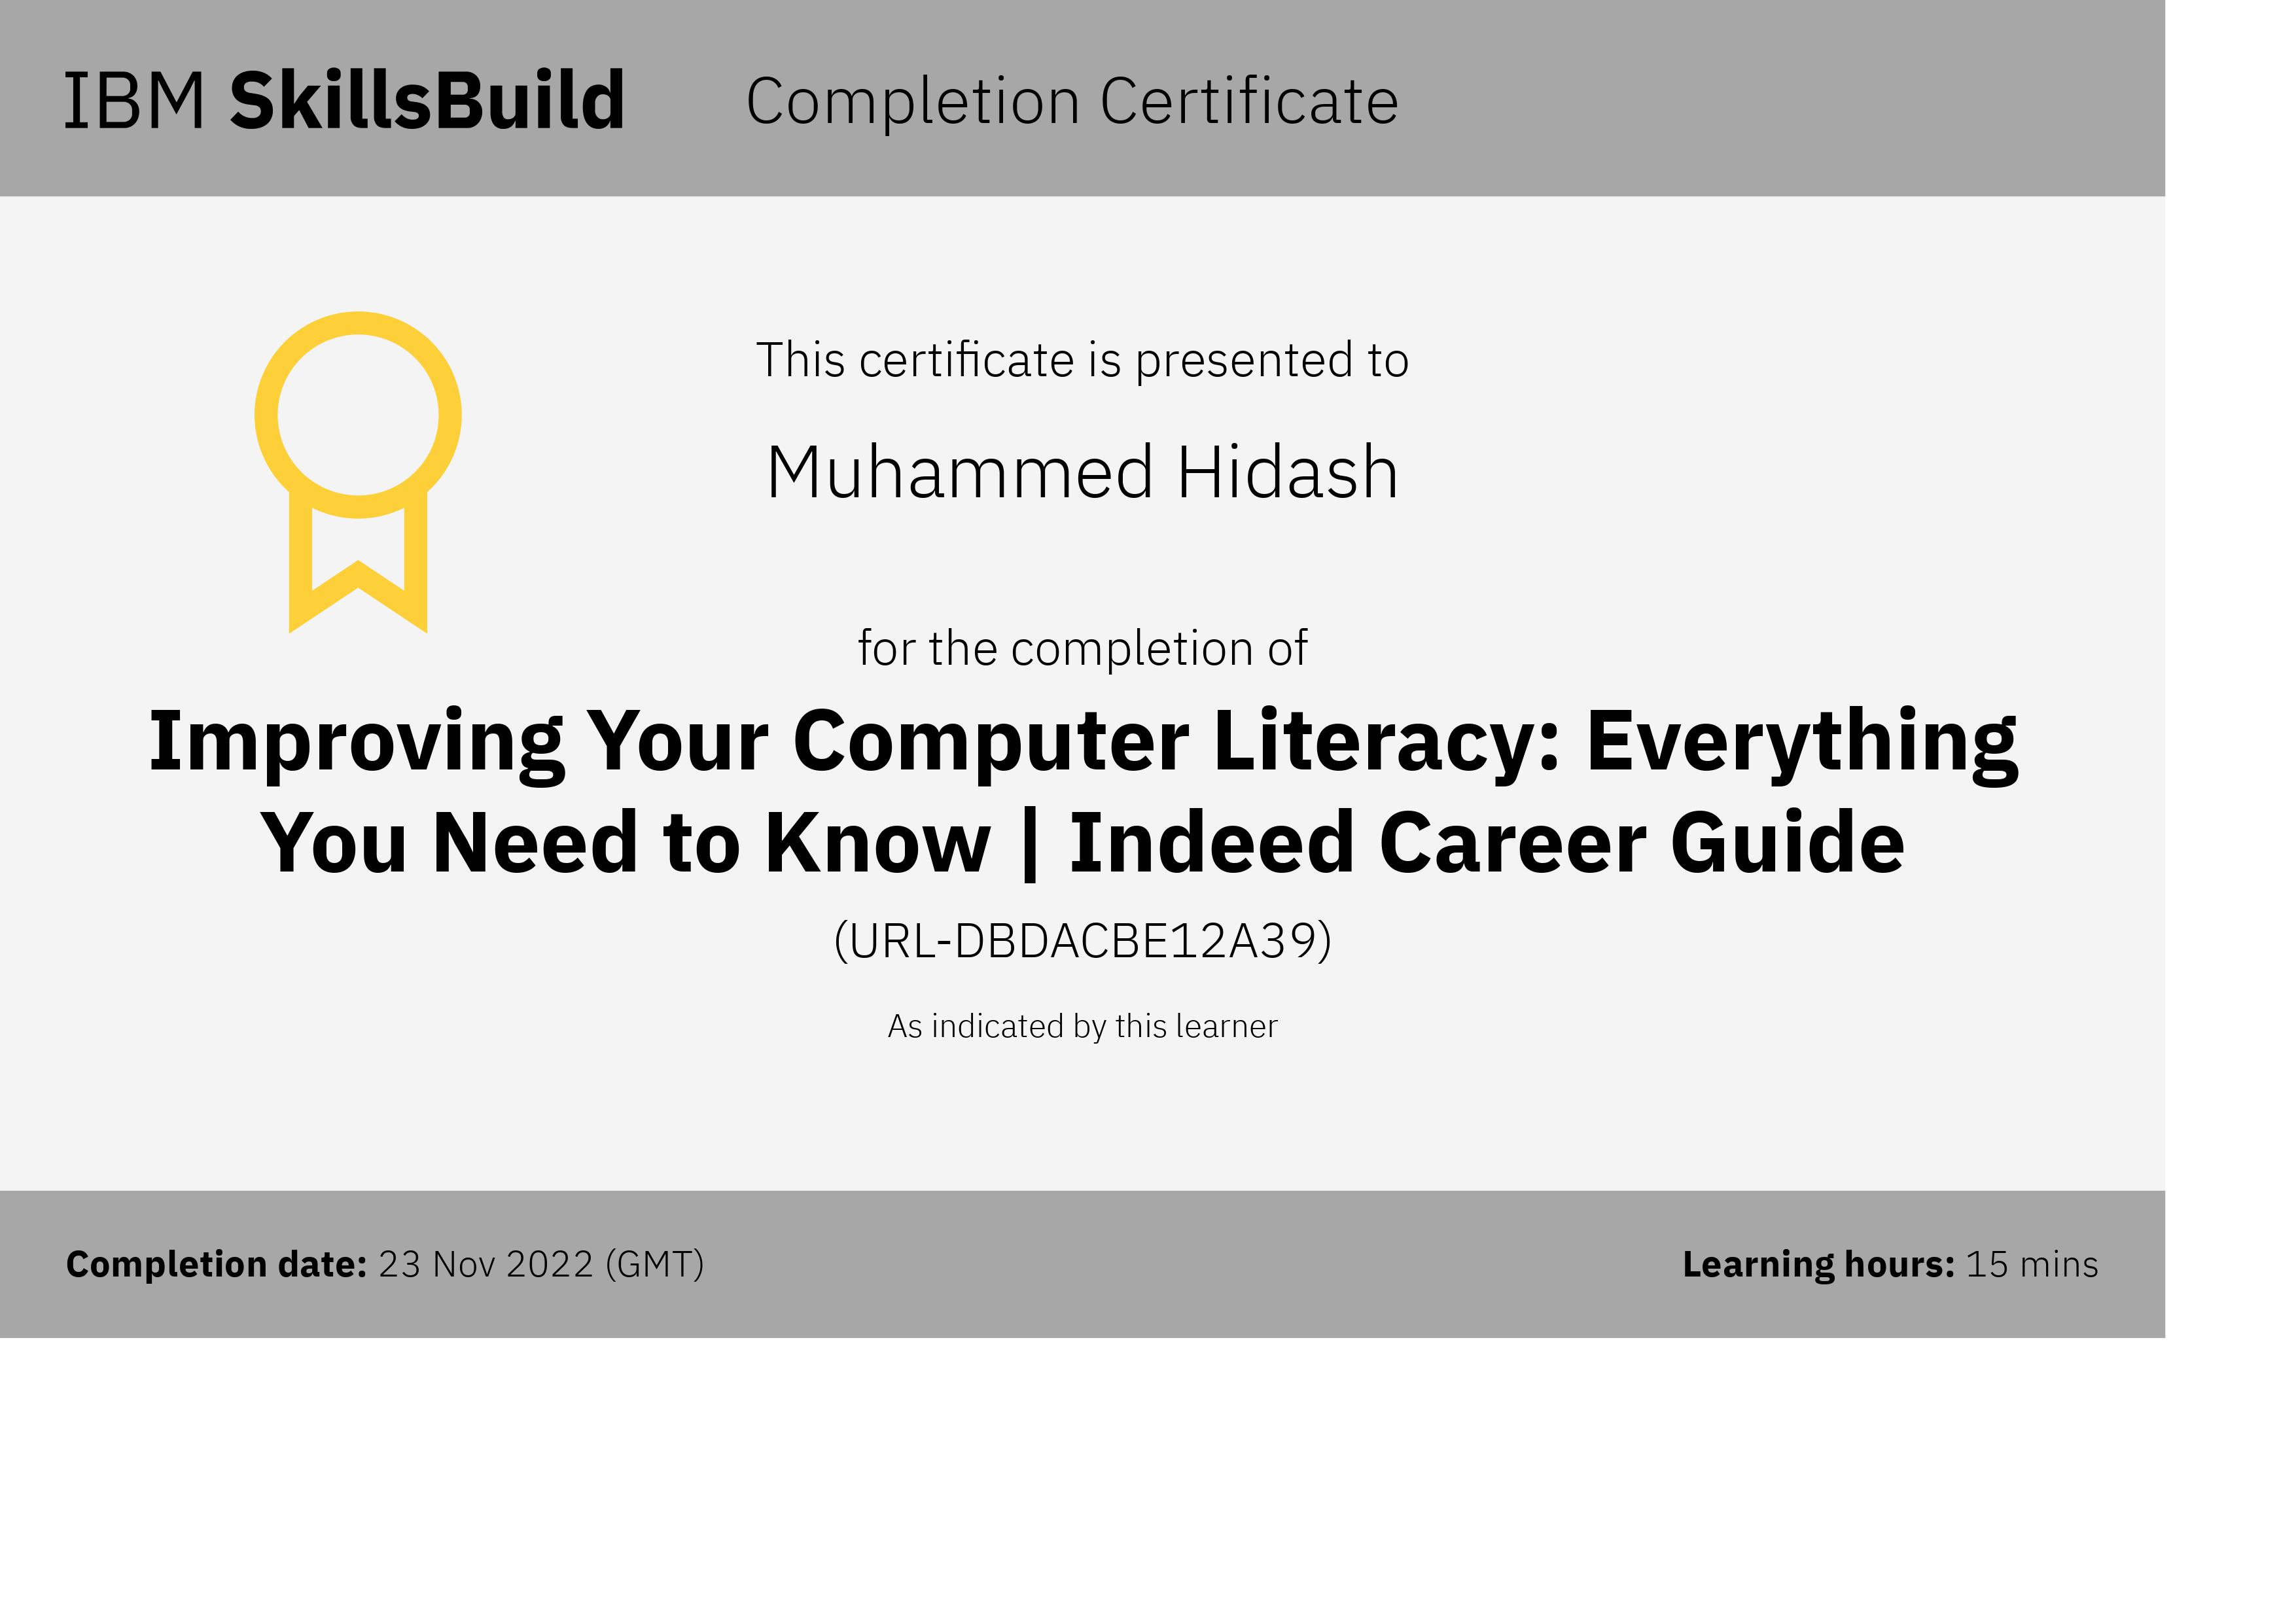 IBM SkillsBuild Completion Certificate
This certificate is presented to
Muhammed Hidash
for the completion of
Improving Your Computer Literacy: Everything
You Need to Know | Indeed Career Guide
(URL-DBDACBE12A39)
As indicated by this learner
Completion date: 23 Nov 2022 (GMT)
Learning hours: 15 mins